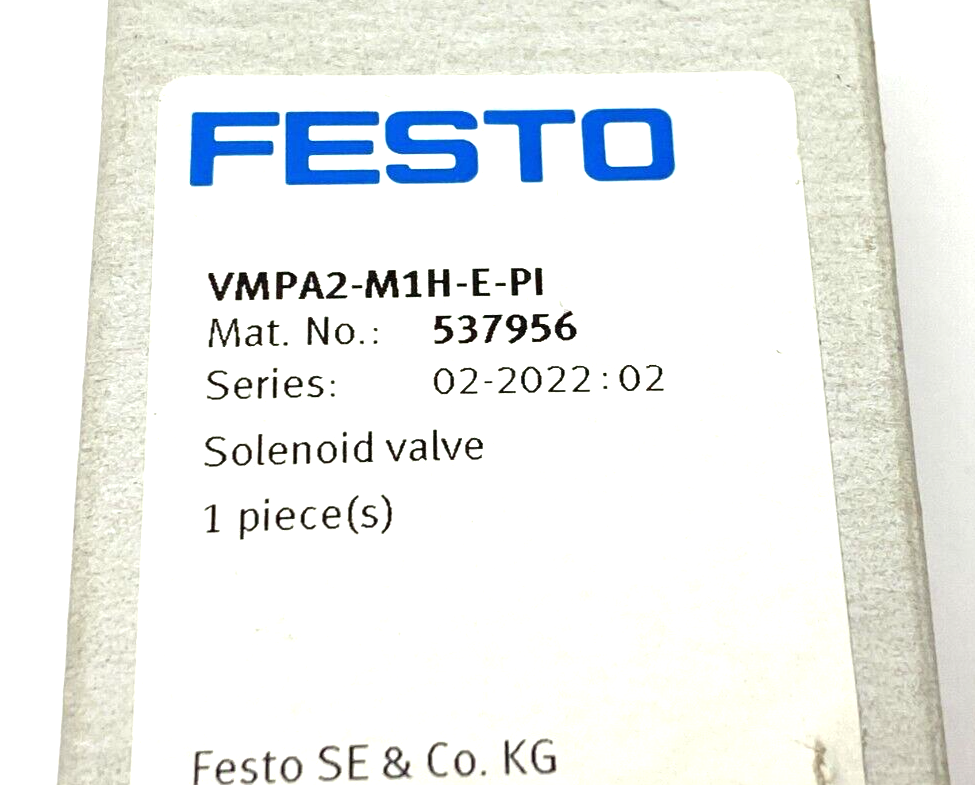 FESTO
VMPA2-M1H-E-PI
Mat. No.: 537956
Series: 02-2022:02
Solenoid valve
1 piece(s)
Festo SE & Co. KG